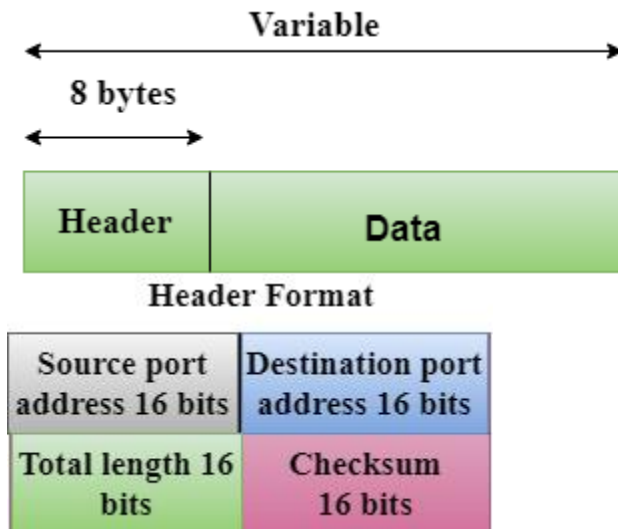 Variable
8 bytes
Header
Data
Header Format
Source port
address 16 bits
Destination port
address 16 bits
Total length 16
bits
Checksum
16 bits